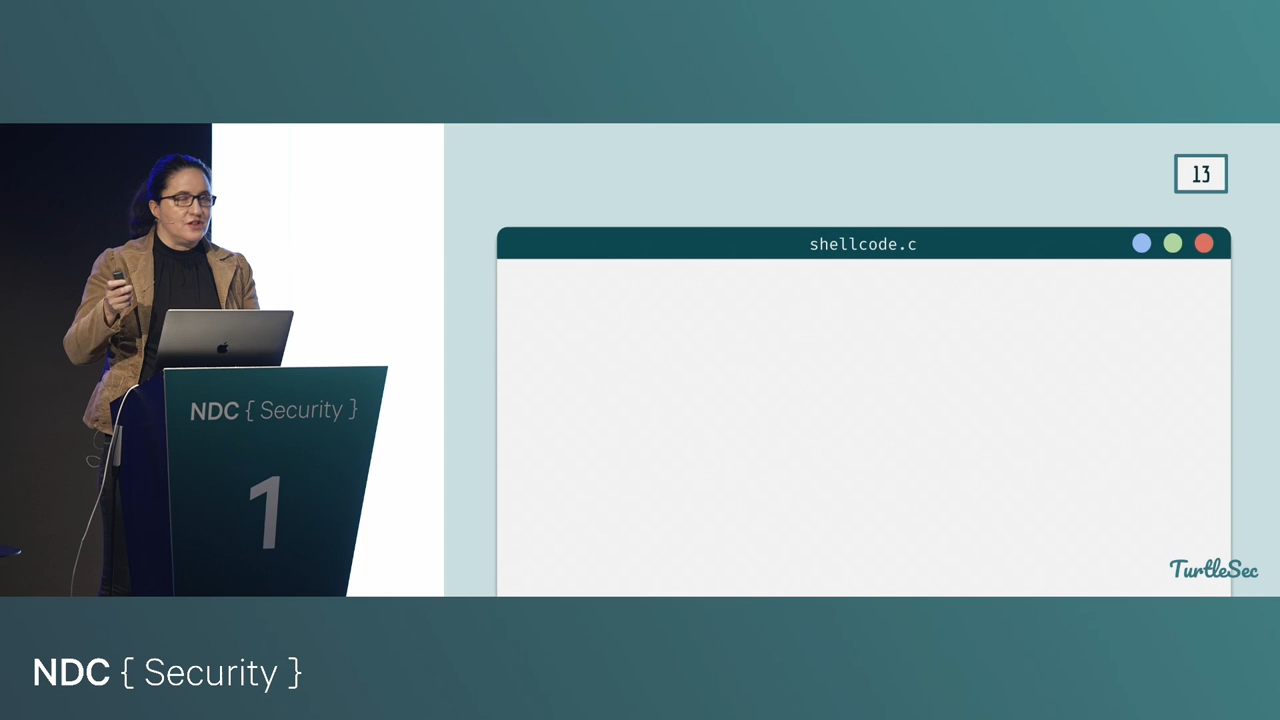 13
shellcode.c
NDC { Security }
1
TurtleSec
NDC { Security }